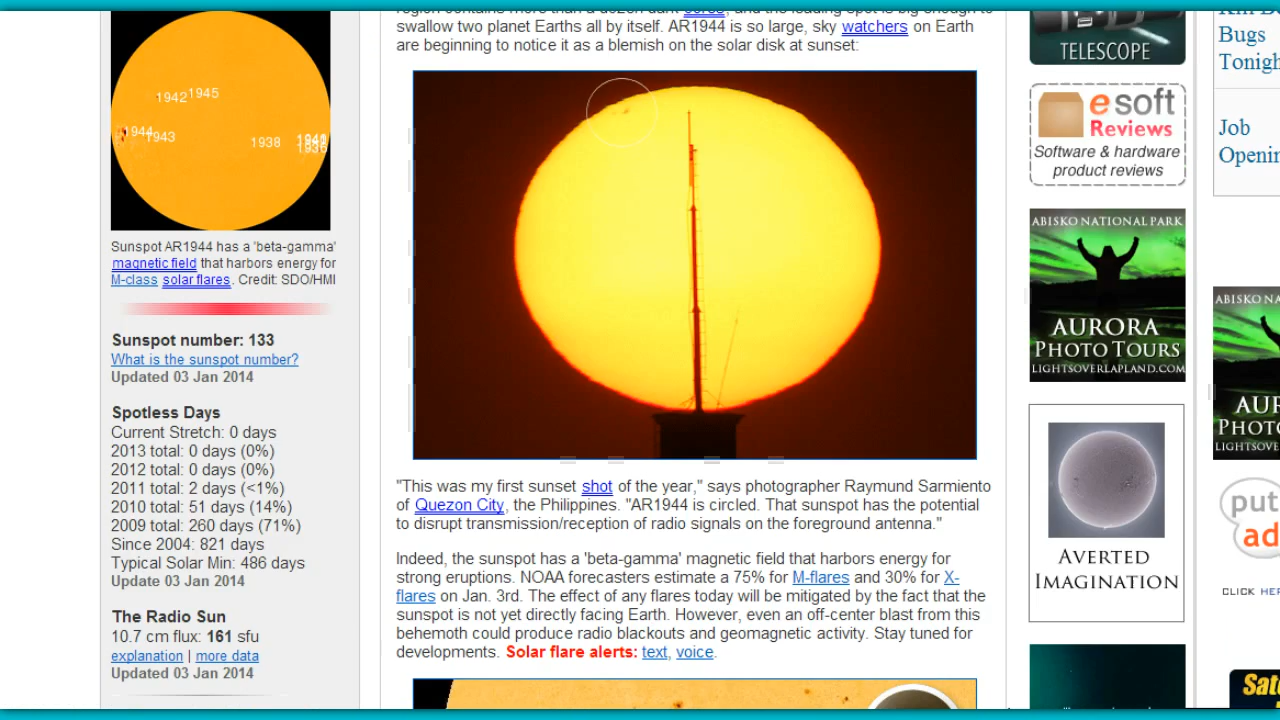 1942 1945
1944 1943
1938
Sunspot AR1944 has a 'beta-gamma'
magnetic field that harbors energy for
M-class solar flares. Credit: SDO/HMI
Sunspot number: 133
What is the sunspot number?
Updated 03 Jan 2014
Spotless Days
Current Stretch: 0 days
2013 total: 0 days (0%)
2012 total: 0 days (0%)
2011 total: 2 days (<1%)
2010 total: 51 days (14%)
2009 total: 260 days (71%)
Since 2004: 821 days
Typical Solar Min: 486 days
Update 03 Jan 2014
The Radio Sun
10.7 cm flux: 161 sfu
explanation | more data
Updated 03 Jan 2014
region contains more than a dozen dark cores, and the leading spot is big enough to
swallow two planet Earths all by itself. AR1944 is so large, sky watchers on Earth
are beginning to notice it as a blemish on the solar disk at sunset:
"This was my first sunset shot of the year," says photographer Raymund Sarmiento
of Quezon City, the Philippines. "AR1944 is circled. That sunspot has the potential
to disrupt transmission/reception of radio signals on the foreground antenna."
Indeed, the sunspot has a 'beta-gamma' magnetic field that harbors energy for
strong eruptions. NOAA forecasters estimate a 75% for M-flares and 30% for X-
flares on Jan. 3rd. The effect of any flares today will be mitigated by the fact that the
sunspot is not yet directly facing Earth. However, even an off-center blast from this
behemoth could produce radio blackouts and geomagnetic activity. Stay tuned for
developments. Solar flare alerts: text, voice.
TELESCOPE
esoft
Reviews
Software & hardware
product reviews
ABISKO NATIONAL PARK
AURORA
PHOTO TOURS
LIGHTSOVERLAPLAND.COM
AVERTED
IMAGINATION
Bugs
Tonigh
Job
Openin
ABISKO NA
AUR
PHOTO
LIGHTSOVE
put
ad
CLICK HER
Sate